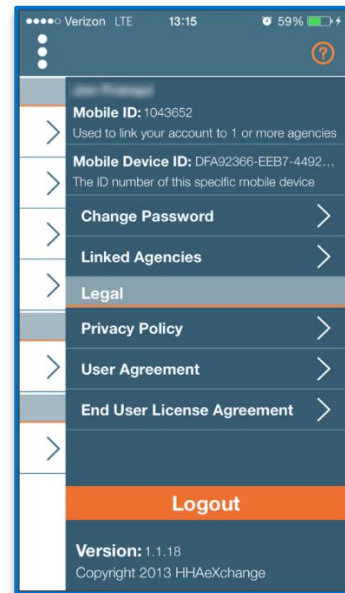 Verizon LTE 13:15 59%
?
Mobile ID: 1043652
Used to link your account to 1 or more agencies
Mobile Device ID: DFA92366-EEB7-4492...
The ID number of this specific mobile device
Change Password
Linked Agencies
Legal
Privacy Policy
User Agreement
End User License Agreement
Logout
Version: 1.1.18
Copyright 2013 HHAeXchange